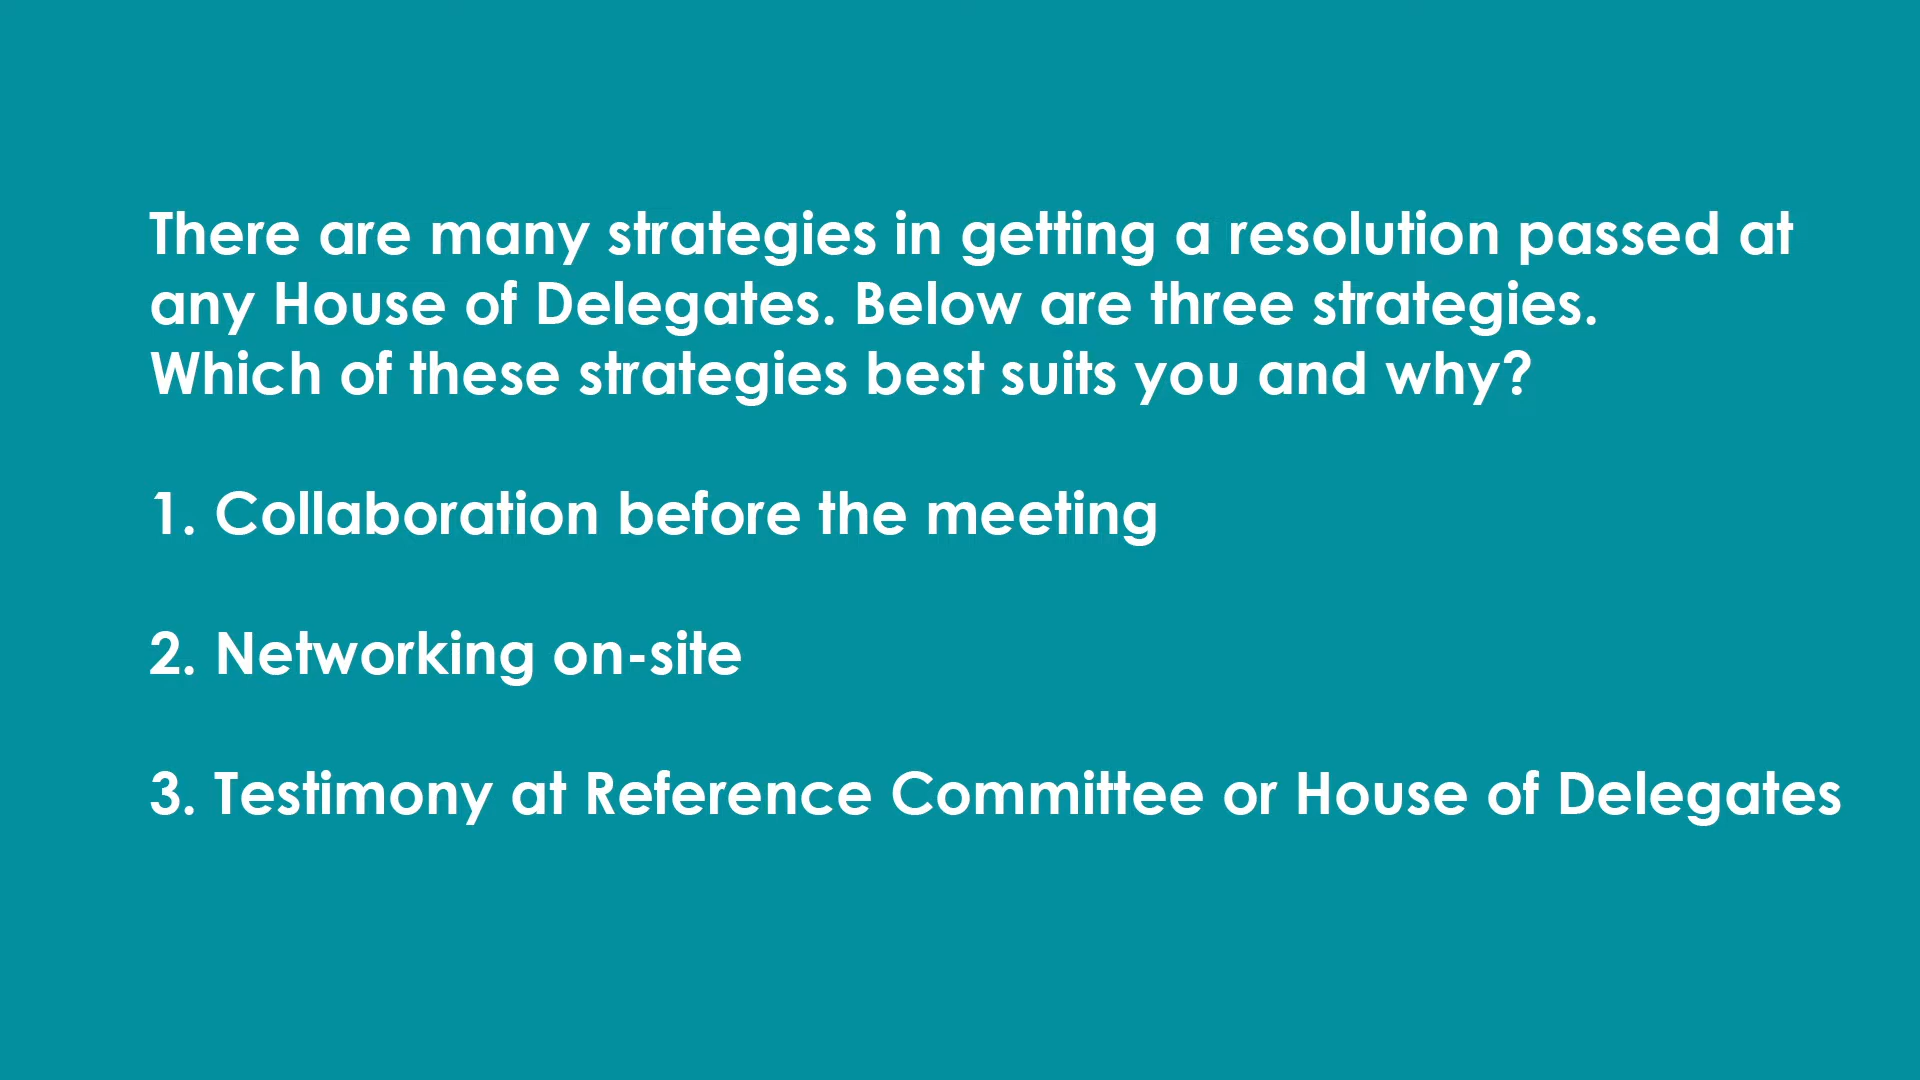 There are many strategies in getting a resolution passed at
any House of Delegates. Below are three strategies.
Which of these strategies best suits you and why?
1. Collaboration before the meeting
2. Networking on-site
3. Testimony at Reference Committee or House of Delegates